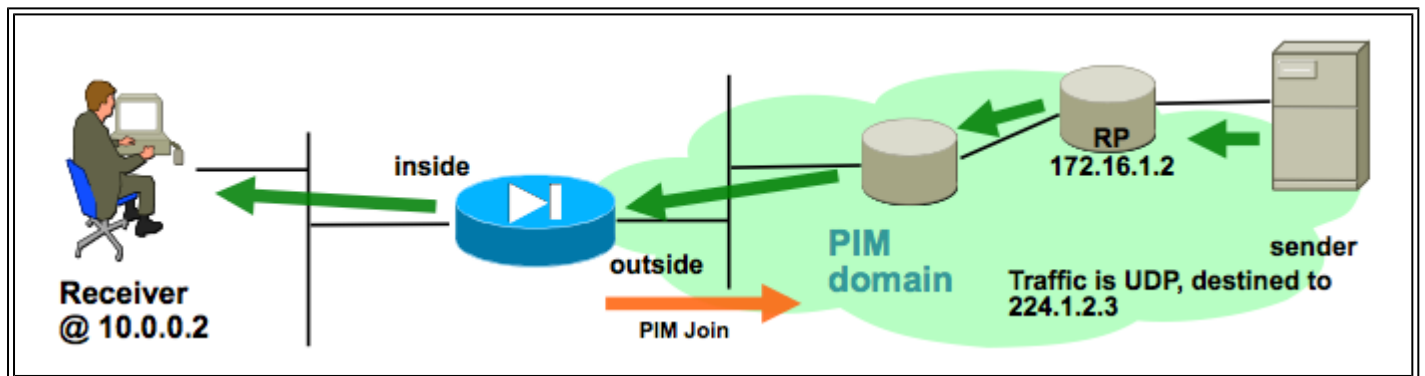 inside
RP
172.16.1.2
Receiver
@ 10.0.0.2
outside
PIM Join
PIM
domain
sender
Traffic is UDP, destined to
224.1.2.3